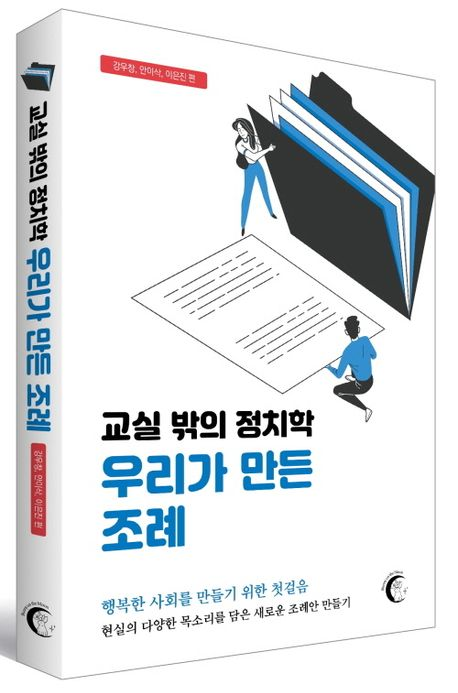 강우창, 안이삭, 이은진 편
교실 밖의 정치학
우리가 만든
조례
행복한 사회를 만들기 위한 첫걸음
현실의 다양한 목소리를 담은 새로운 조례안 만들기
교실 밖의 정치학 우리가 만든 조례
강우창, 안이삭, 이은진 편